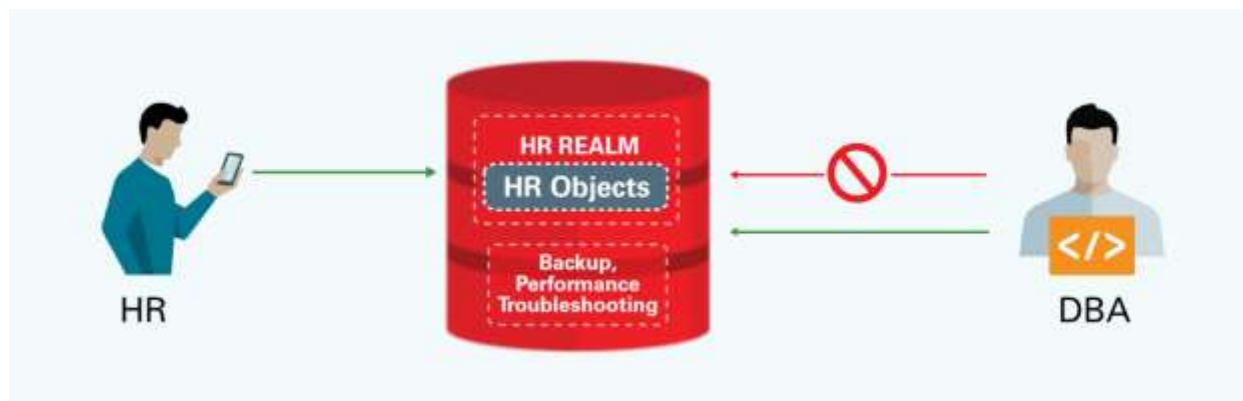 HR REALM
HR Objects
Backup,
Performance
Troubleshooting
</>
HR
DBA